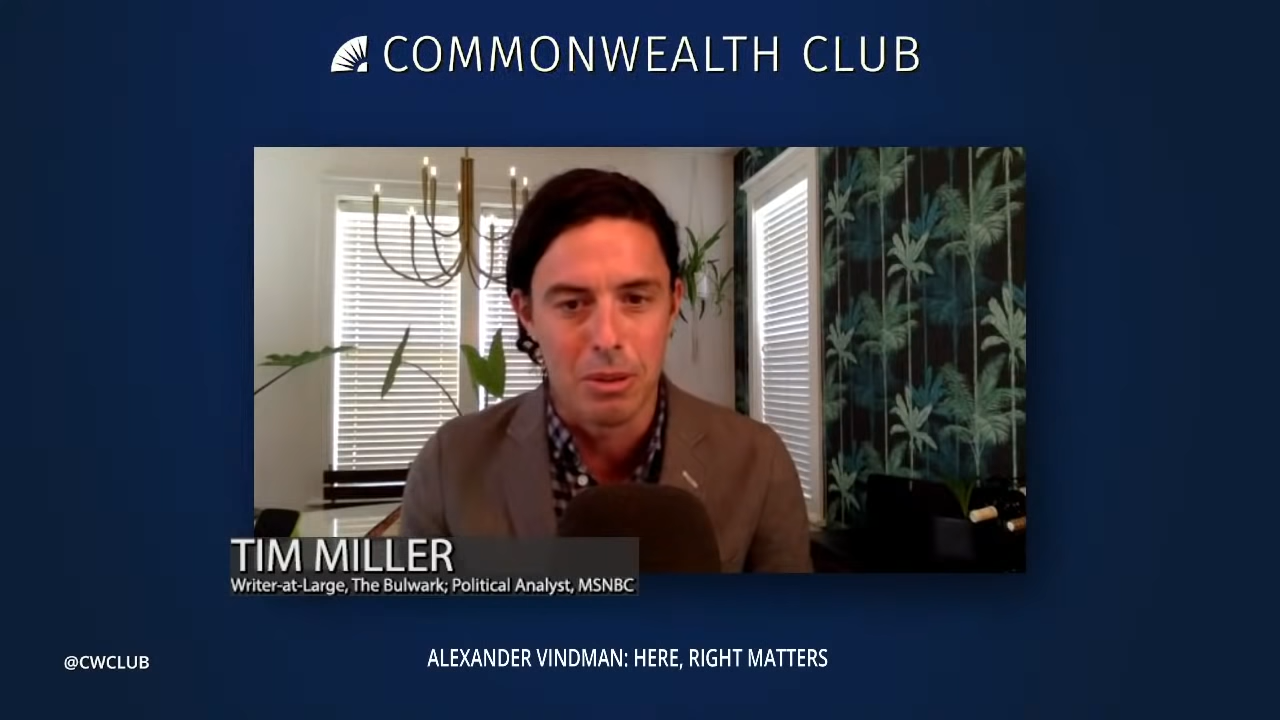 COMMONWEALTH CLUB
TIM MILLER
Writer-at-Large, The Bulwark; Political Analyst, MSNBC
@CWCLUB
ALEXANDER VINDMAN: HERE, RIGHT MATTERS